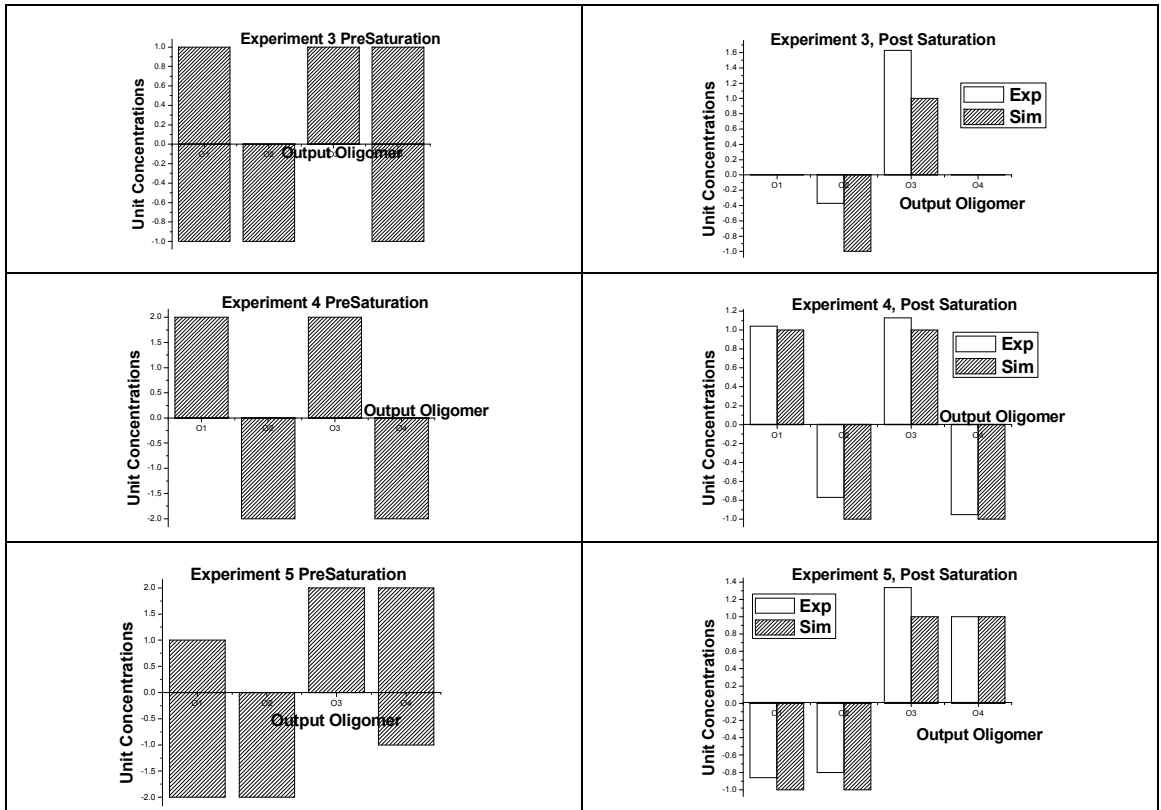 Experiment 3 PreSaturation
Unit Concentrations
1.0
0.8
0.6
0.4
0.2
0.0
-0.2
-0.4
-0.6
-0.8
-1.0
O1
O2
O3
Output Oligomer
Experiment 3, Post Saturation
Unit Concentrations
1.6
1.4
1.2
1.0
0.8
0.6
0.4
0.2
0.0
-0.2
-0.4
-0.6
-0.8
-1.0
Exp
Sim
O1
O2
O3
O4
Output Oligomer
Experiment 4 PreSaturation
Unit Concentrations
2.0
1.5
1.0
0.5
0.0
-0.5
-1.0
-1.5
-2.0
O1
O2
O3
O4
Output Oligomer
Experiment 4, Post Saturation
Unit Concentrations
1.2
1.0
0.8
0.6
0.4
0.2
0.0
-0.2
-0.4
-0.6
-0.8
-1.0
Exp
Sim
O1
O2
O3
O4
Output Oligomer
Experiment 5 PreSaturation
Unit Concentrations
2.0
1.5
1.0
0.5
0.0
-0.5
-1.0
-1.5
-2.0
O1
O2
O3
O4
Output Oligomer
Experiment 5, Post Saturation
Unit Concentrations
1.4
1.2
1.0
0.8
0.6
0.4
0.2
0.0
-0.2
-0.4
-0.6
-0.8
-1.0
Exp
Sim
O1
O2
O3
O4
Output Oligomer